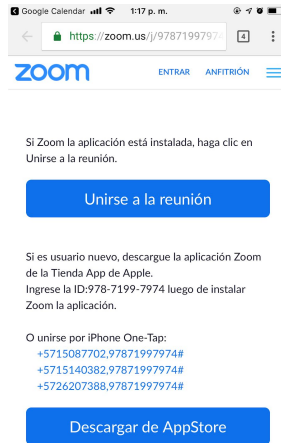 Google Calendar 1:17 p. m.
https://zoom.us/j/9787199797 4
zoom ENTRAR ANFITRIÓN
Si Zoom la aplicación está instalada, haga clic en
Unirse a la reunión.
Unirse a la reunión
Si es usuario nuevo, descargue la aplicación Zoom
de la Tienda App de Apple.
Ingrese la ID:978-7199-7974 luego de instalar
Zoom la aplicación.
O unirse por iPhone One-Tap:
+5715087702,97871997974#
+5715140382,97871997974#
+5726207388,97871997974#
Descargar de AppStore